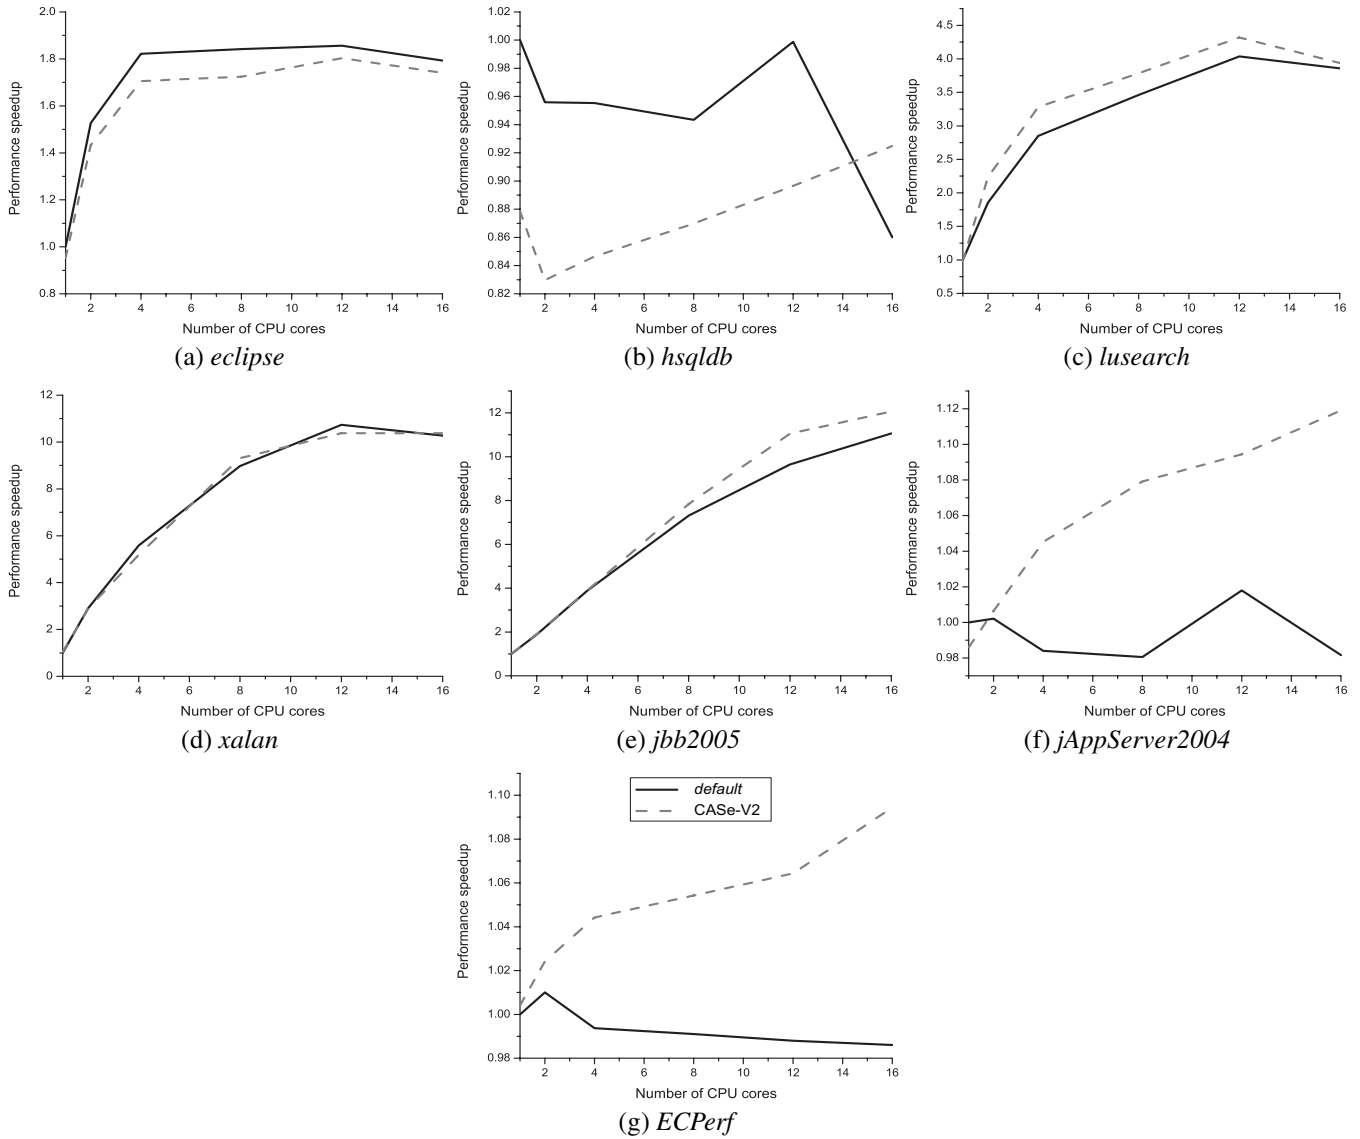 2.0
1.8
1.6
1.4
1.2
1.0
0.8
Performance speedup
2 4 6 8 10 12 14 16
Number of CPU cores
(a) eclipse
1.02
1.00
0.98
0.96
0.94
0.92
0.90
0.88
0.86
0.84
0.82
Performance speedup
2 4 6 8 10 12 14 16
Number of CPU cores
(b) hsqldb
4.5
4.0
3.5
3.0
2.5
2.0
1.5
1.0
0.5
Performance speedup
2 4 6 8 10 12 14 16
Number of CPU cores
(c) lusearch
12
10
8
6
4
2
0
Performance speedup
2 4 6 8 10 12 14 16
Number of CPU cores
(d) xalan
12
10
8
6
4
2
0
Performance speedup
2 4 6 8 10 12 14 16
Number of CPU cores
(e) jbb2005
1.12
1.10
1.08
1.06
1.04
1.02
1.00
0.98
Performance speedup
2 4 6 8 10 12 14 16
Number of CPU cores
(f) jAppServer2004
default
CASe-V2
1.10
1.08
1.06
1.04
1.02
1.00
0.98
Performance speedup
2 4 6 8 10 12 14 16
Number of CPU cores
(g) ECPerf